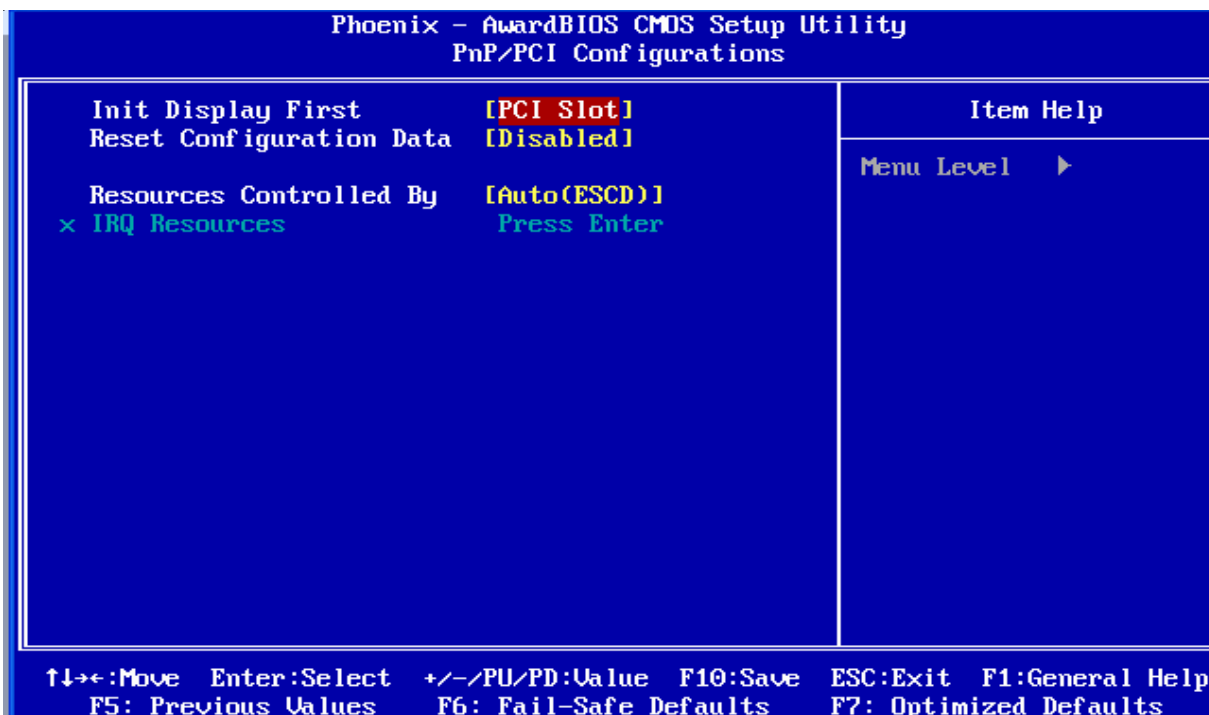 Phoenix - AwardBIOS CMOS Setup Utility
PnP/PCI Configurations
Init Display First [PCI Slot]
Reset Configuration Data [Disabled]
Resources Controlled By [Auto(ESCD)]
x IRQ Resources Press Enter
Item Help
Menu Level ▶
↑↓→←:Move Enter:Select +/-/PU/PD:Value F10:Save ESC:Exit F1:General Help
F5: Previous Values F6: Fail-Safe Defaults F7: Optimized Defaults